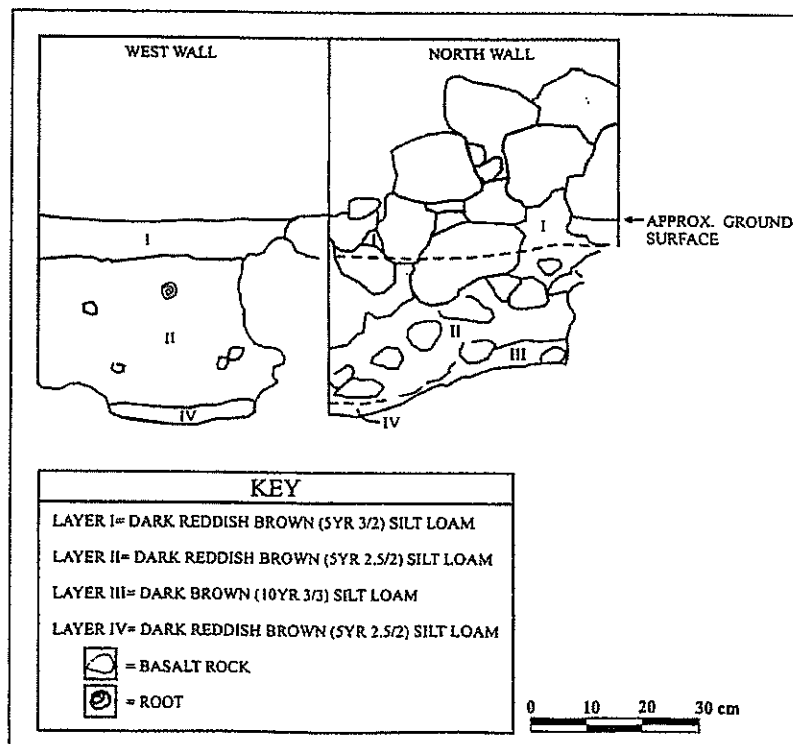 WEST WALL
NORTH WALL
I
I
I
APPROX. GROUND
SURFACE
II
II
III
IV
IV
KEY
LAYER I= DARK REDDISH BROWN (5YR 3/2) SILT LOAM
LAYER II= DARK REDDISH BROWN (5YR 2.5/2) SILT LOAM
LAYER III= DARK BROWN (10YR 3/3) SILT LOAM
LAYER IV= DARK REDDISH BROWN (5YR 2.5/2) SILT LOAM
= BASALT ROCK
= ROOT
0 10 20 30 cm